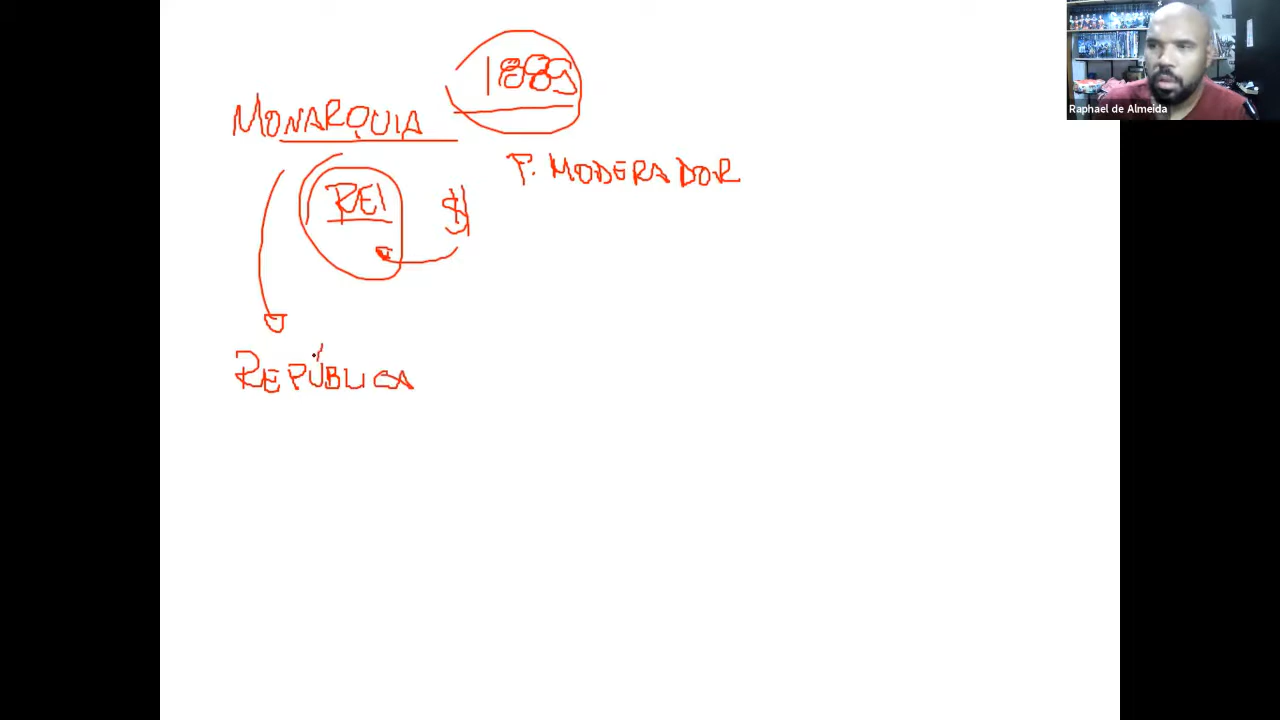 1889
MONARQUIA
P. MODERADOR
REI $
REPÚBLICA
Raphael de Almeida